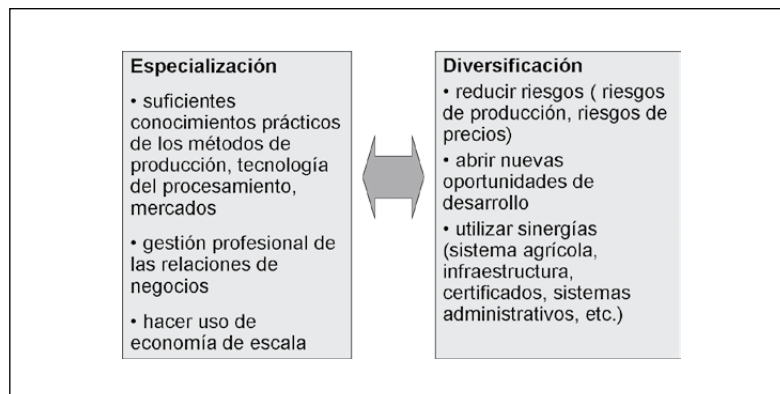 Especialización
• suficientes
conocimientos prácticos
de los métodos de
producción, tecnología
del procesamiento,
mercados
• gestión profesional de
las relaciones de
negocios
• hacer uso de
economía de escala
Diversificación
• reducir riesgos ( riesgos
de producción, riesgos de
precios)
• abrir nuevas
oportunidades de
desarrollo
• utilizar sinergías
(sistema agrícola,
infraestructura,
certificados, sistemas
administrativos, etc.)